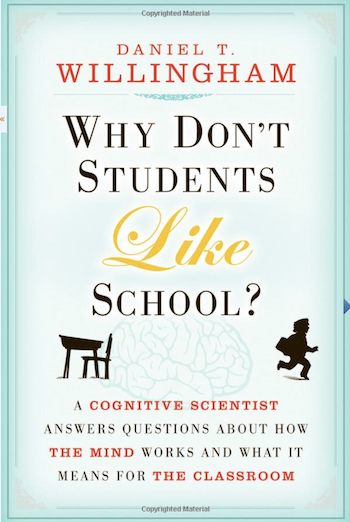 Copyrighted Material
DANIEL T.
WILLINGHAM
WHY DON'T
STUDENTS
Like
SCHOOL?
A COGNITIVE SCIENTIST
ANSWERS QUESTIONS ABOUT HOW
THE MIND WORKS AND WHAT IT
MEANS FOR THE CLASSROOM
Copyrighted Material